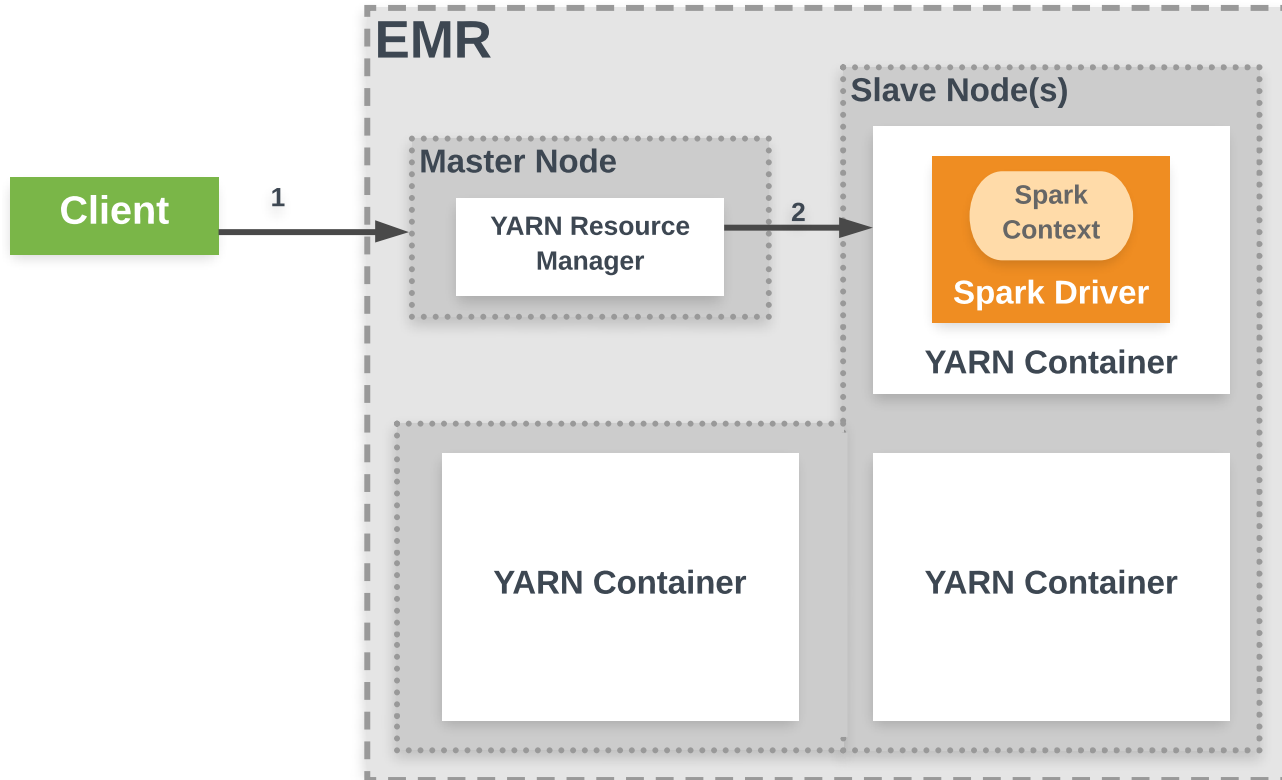 EMR
Slave Node(s)
Master Node
Client
1
YARN Resource
Manager
2
Spark
Context
Spark Driver
YARN Container
YARN Container
YARN Container